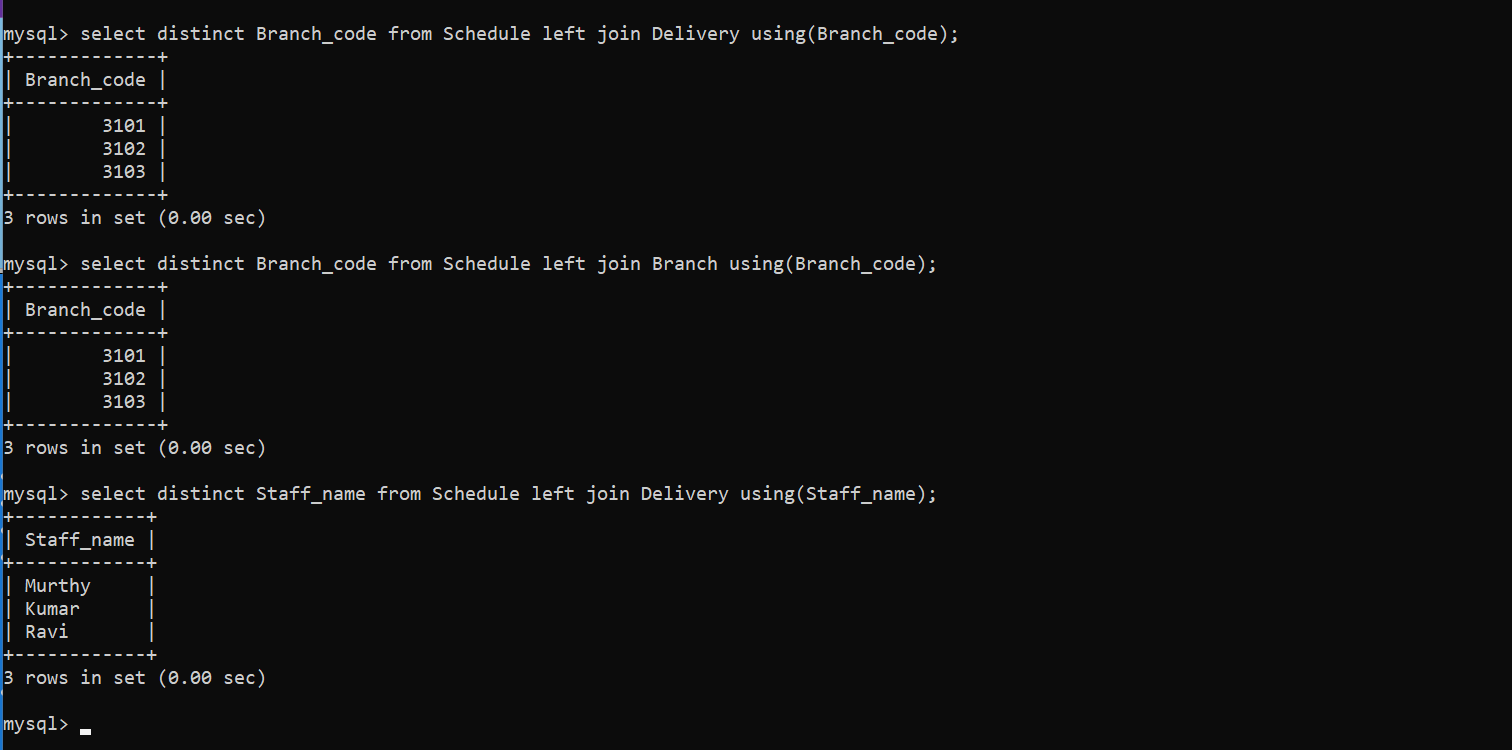 mysql> select distinct Branch_code from Schedule left join Delivery using(Branch_code);
+-------------+
| Branch_code |
+-------------+
|        3101 |
|        3102 |
|        3103 |
+-------------+
3 rows in set (0.00 sec)

mysql> select distinct Branch_code from Schedule left join Branch using(Branch_code);
+-------------+
| Branch_code |
+-------------+
|        3101 |
|        3102 |
|        3103 |
+-------------+
3 rows in set (0.00 sec)

mysql> select distinct Staff_name from Schedule left join Delivery using(Staff_name);
+------------+
| Staff_name |
+------------+
| Murthy     |
| Kumar      |
| Ravi       |
+------------+
3 rows in set (0.00 sec)

mysql>